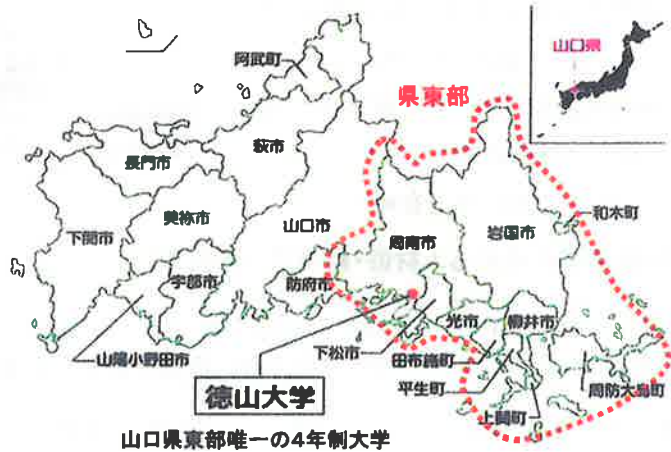 山口県
阿武町
県東部
萩市
長門市
和木町
美祢市
山口市
周南市
岩国市
下関市
宇部市
防府市
光市
柳井市
山陽小野田市
下松市
田布施町
平生町
周防大島町
上関町
徳山大学
山口県東部唯一の4年制大学